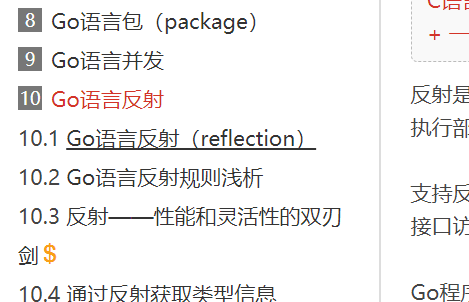 8 Go语言包（package）
9 Go语言并发
10 Go语言反射
10.1 Go语言反射（reflection）
10.2 Go语言反射规则浅析
10.3 反射——性能和灵活性的双刃
剑 $
10.4 通过反射获取类型信息
C语言
+ —
反射是
执行部
支持反
接口访
Go程序